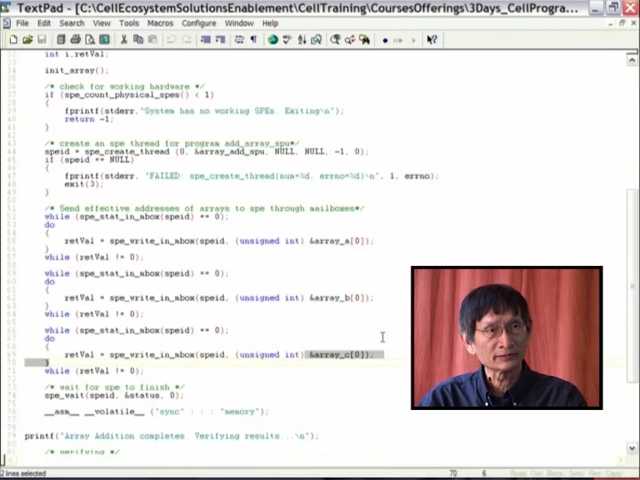 TextPad - [C:\CellEcosystemSolutionsEnablement\CellTraining\CoursesOfferings\3Days_CellProgra...
File Edit Search View Tools Macros Configure Window Help
int i,retVal;
init_array();
/* check for working hardware */
if (spe_count_physical_spes() < 1)
{
fprintf(stderr,"System has no working SPEs. Exiting\n");
return -1;
}
/* create an spe thread for program add_array_spu*/
speid = spe_create_thread (0, &array_add_spu, NULL, NULL, -1, 0);
if (speid == NULL)
{
fprintf(stderr, "FAILED: spe_create_thread(num=%d, errno=%d)\n", 1, errno);
exit(3);
}
/* Send effective addresses of arrays to spe through mailboxes*/
while (spe_stat_in_mbox(speid) == 0);
do
{
retVal = spe_write_in_mbox(speid, (unsigned int) &array_a[0]);
}
while (retVal != 0);
while (spe_stat_in_mbox(speid) == 0);
do
{
retVal = spe_write_in_mbox(speid, (unsigned int) &array_b[0]);
}
while (retVal != 0);
while (spe_stat_in_mbox(speid) == 0);
do
{
retVal = spe_write_in_mbox(speid, (unsigned int) &array_c[0]);
}
while (retVal != 0);
/* wait for spe to finish */
spe_wait(speid, &status, 0);
__asm__ __volatile__ ("sync" : : : "memory");
printf("Array Addition completes. Verifying results...\n");
/* verifying */
2 lines selected
70 6